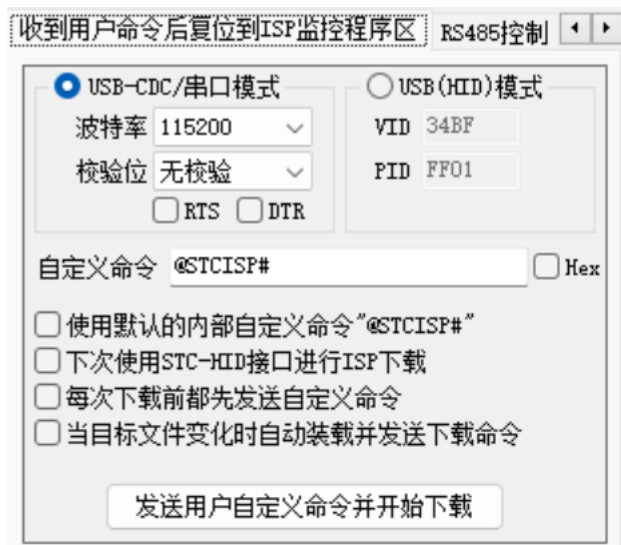 收到用户命令后复位到ISP监控程序区 RS485控制
USB-CDC/串口模式 USB(HID)模式
波特率 115200 VID 34BF
校验位 无校验 PID FF01
RTS DTR
自定义命令 @STCISP# Hex
使用默认的内部自定义命令"@STCISP#"
下次使用STC-HID接口进行ISP下载
每次下载前都先发送自定义命令
当目标文件变化时自动装载并发送下载命令
发送用户自定义命令并开始下载